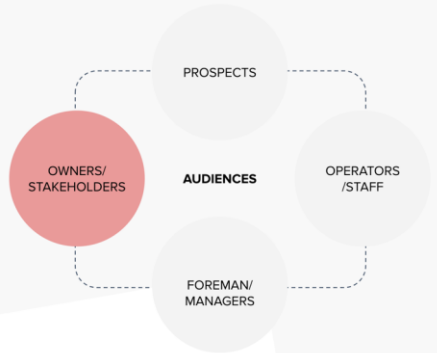 PROSPECTS
OWNERS/
STAKEHOLDERS
AUDIENCES
OPERATORS
/STAFF
FOREMAN/
MANAGERS